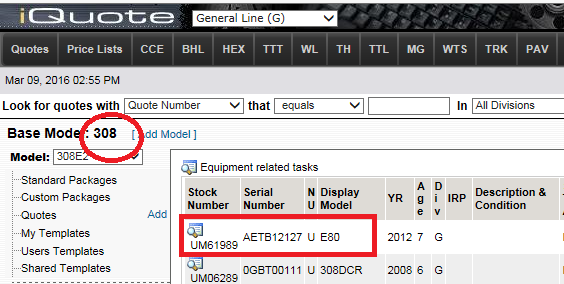 iQuote General Line (G)
Quotes Price Lists CCE BHL HEX TTT WL TH TTL MG WTS TRK PAV
Mar 09, 2016 02:55 PM
Look for quotes with Quote Number that equals In All Divisions
Base Model: 308 [ Add Model ]
Model: 308E2
Standard Packages
Custom Packages
Quotes Add
My Templates
Users Templates
Shared Templates
Equipment related tasks
Stock Number Serial Number N U Display Model YR A g e D i v IRP Description & Condition
UM61989 AETB12127 U E80 2012 7 G
UM06289 0GBT00111 U 308DCR 2008 6 G